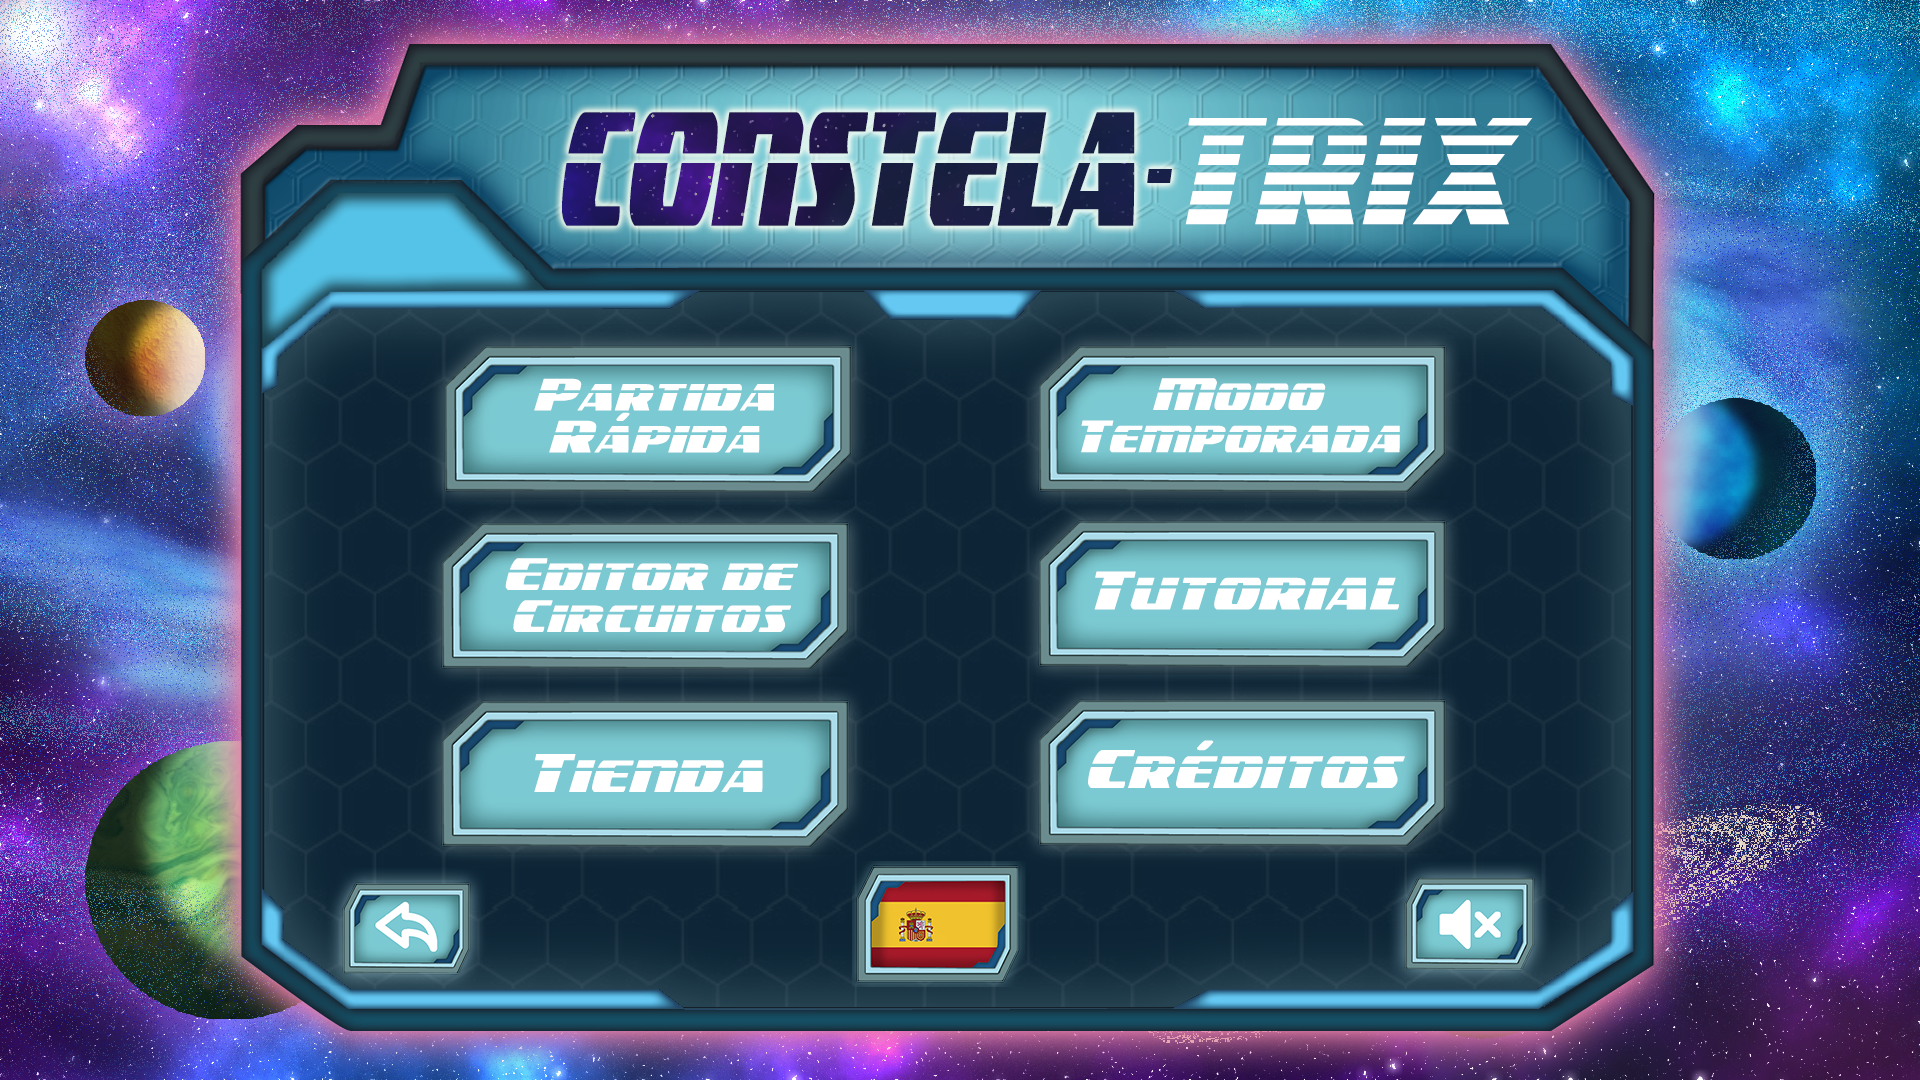 CONSTELA-TRIX
PARTIDA
RÁPIDA
MODO
TEMPORADA
EDITOR DE
CIRCUITOS
TUTORIAL
TIENDA
CRÉDITOS